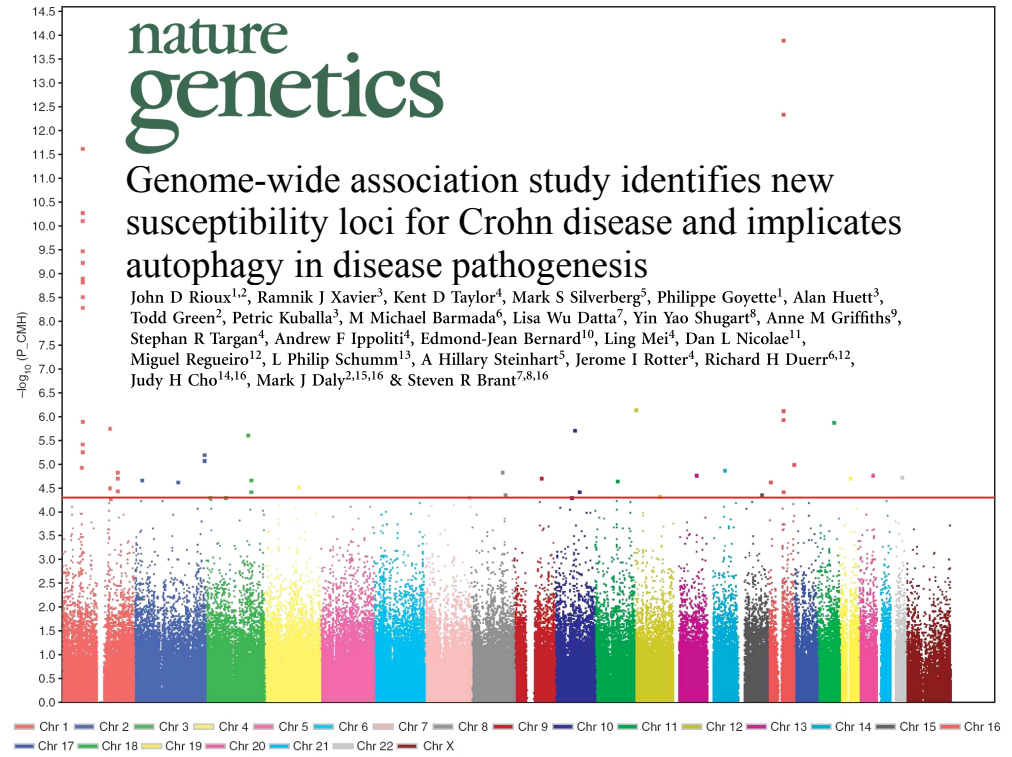 nature
genetics
Genome-wide association study identifies new
susceptibility loci for Crohn disease and implicates
autophagy in disease pathogenesis
John D Rioux1,2, Ramnik J Xavier3, Kent D Taylor4, Mark S Silverberg5, Philippe Goyette1, Alan Huett3,
Todd Green2, Petric Kuballa3, M Michael Barmada6, Lisa Wu Datta7, Yin Yao Shugart8, Anne M Griffiths9,
Stephan R Targan4, Andrew F Ippoliti4, Edmond-Jean Bernard10, Ling Mei4, Dan L Nicolae11,
Miguel Regueiro12, L Philip Schumm13, A Hillary Steinhart5, Jerome I Rotter4, Richard H Duerr6,12,
Judy H Cho14,16, Mark J Daly2,15,16 & Steven R Brant7,8,16
–log10 (P_CMH)
14.5
14.0
13.5
13.0
12.5
12.0
11.5
11.0
10.5
10.0
9.5
9.0
8.5
8.0
7.5
7.0
6.5
6.0
5.5
5.0
4.5
4.0
3.5
3.0
2.5
2.0
1.5
1.0
0.5
0.0
Chr 1 Chr 2 Chr 3 Chr 4 Chr 5 Chr 6 Chr 7 Chr 8 Chr 9 Chr 10 Chr 11 Chr 12 Chr 13 Chr 14 Chr 15 Chr 16
Chr 17 Chr 18 Chr 19 Chr 20 Chr 21 Chr 22 Chr X